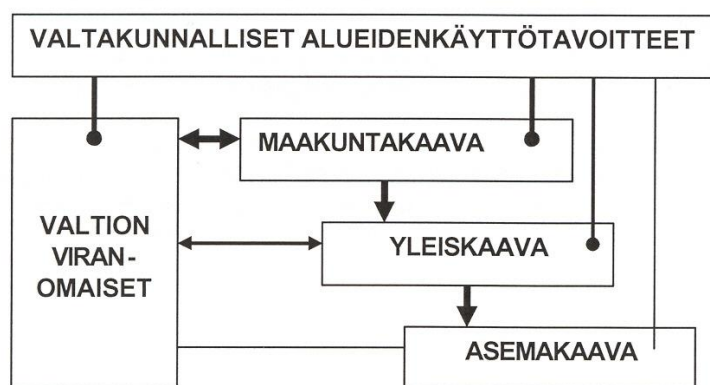 VALTAKUNNALLISET ALUEIDENKÄYTTÖTAVOITTEET
MAAKUNTAKAAVA
VALTION
VIRAN-
OMAISET
YLEISKAAVA
ASEMAKAAVA